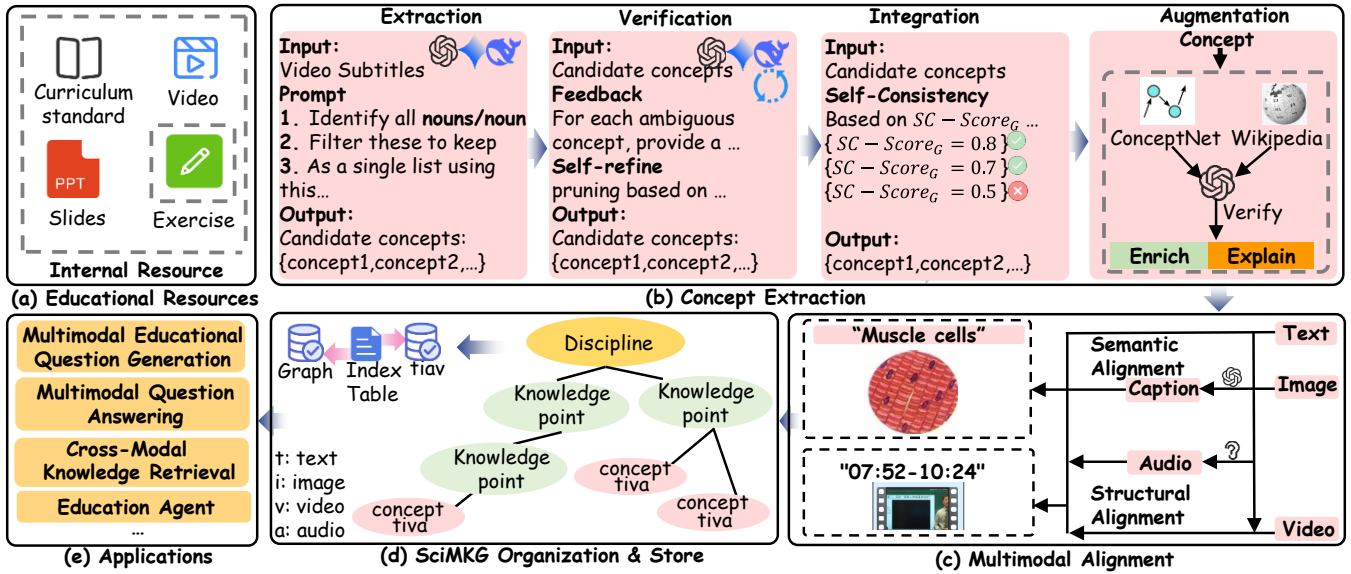 Curriculum
standard
Video
PPT
Slides
Exercise
Internal Resource
(a) Educational Resources
Extraction
Input:
Video Subtitles
Prompt
1. Identify all nouns/noun
2. Filter these to keep
3. As a single list using
this...
Output:
Candidate concepts:
{concept1,concept2,...}
Verification
Input:
Candidate concepts
Feedback
For each ambiguous
concept, provide a ...
Self-refine
pruning based on ...
Output:
Candidate concepts:
{concept1,concept2,...}
Integration
Input:
Candidate concepts
Self-Consistency
Based on SC − Score_G ...
{ SC − Score_G = 0.8 }
{SC − Score_G = 0.7 }
{SC − Score_G = 0.5 }
Output:
{concept1,concept2,...}
Augmentation
Concept
ConceptNet
Wikipedia
Verify
Enrich
Explain
(b) Concept Extraction
"Muscle cells"
"07:52-10:24"
Semantic
Alignment
Caption
Audio
Structural
Alignment
Text
Image
Video
(c) Multimodal Alignment
Graph
Index
Table
tiav
Discipline
Knowledge
point
Knowledge
point
Knowledge
point
concept
tiva
concept
tiva
concept
tiva
t: text
i: image
v: video
a: audio
(d) SciMKG Organization & Store
Multimodal Educational
Question Generation
Multimodal Question
Answering
Cross-Modal
Knowledge Retrieval
Education Agent
...
(e) Applications